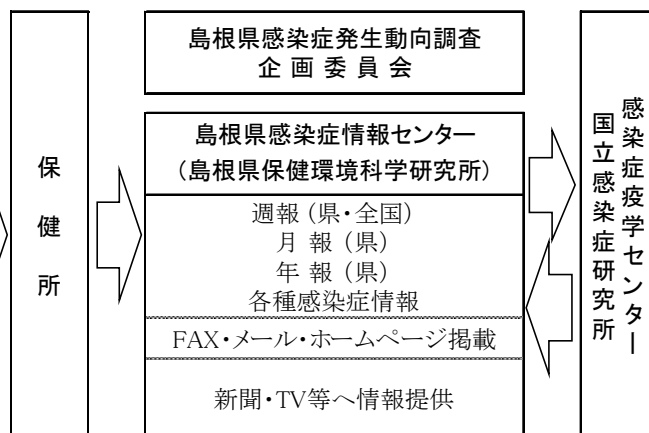 保健所
島根県感染症発生動向調査
企画委員会
島根県感染症情報センター
（島根県保健環境科学研究所）
週報（県・全国）
月 報（県）
年 報（県）
各種感染症情報
FAX・メール・ホームページ掲載
新聞・TV等へ情報提供
国立感染症研究所
感染症疫学センター